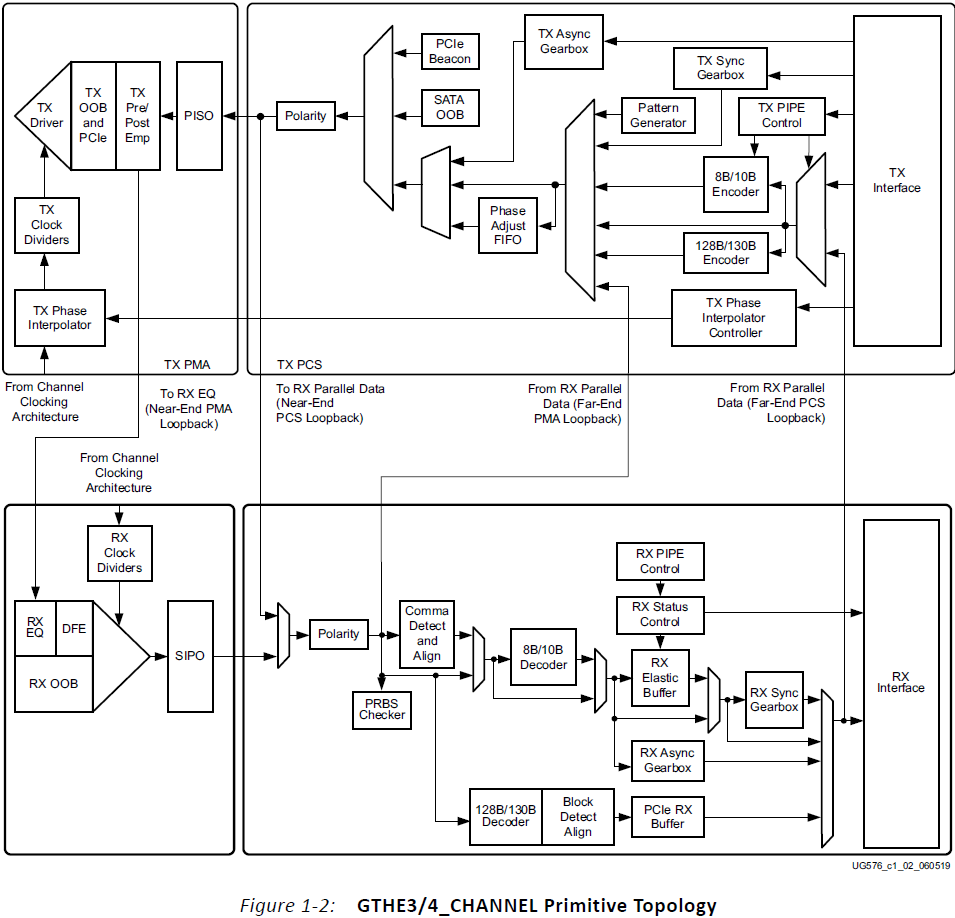 PCIe
Beacon
TX Async
Gearbox
TX Sync
Gearbox
TX
Driver
TX
OOB
and
PCIe
TX
Pre/
Post
Emp
PISO
Polarity
SATA
OOB
Pattern
Generator
TX PIPE
Control
8B/10B
Encoder
TX
Interface
TX
Clock
Dividers
Phase
Adjust
FIFO
128B/130B
Encoder
TX Phase
Interpolator
TX Phase
Interpolator
Controller
TX PMA
TX PCS
From Channel
Clocking
Architecture
To RX EQ
(Near-End PMA
Loopback)
To RX Parallel Data
(Near-End
PCS Loopback)
From RX Parallel
Data (Far-End
PMA Loopback)
From RX Parallel
Data (Far-End PCS
Loopback)
From Channel
Clocking
Architecture
RX
Clock
Dividers
RX
EQ
DFE
RX OOB
SIPO
Polarity
Comma
Detect
and
Align
PRBS
Checker
8B/10B
Decoder
RX PIPE
Control
RX Status
Control
RX
Elastic
Buffer
RX Sync
Gearbox
RX
Interface
RX Async
Gearbox
128B/130B
Decoder
Block
Detect
Align
PCIe RX
Buffer
UG576_c1_02_060519
Figure 1-2: GTHE3/4_CHANNEL Primitive Topology